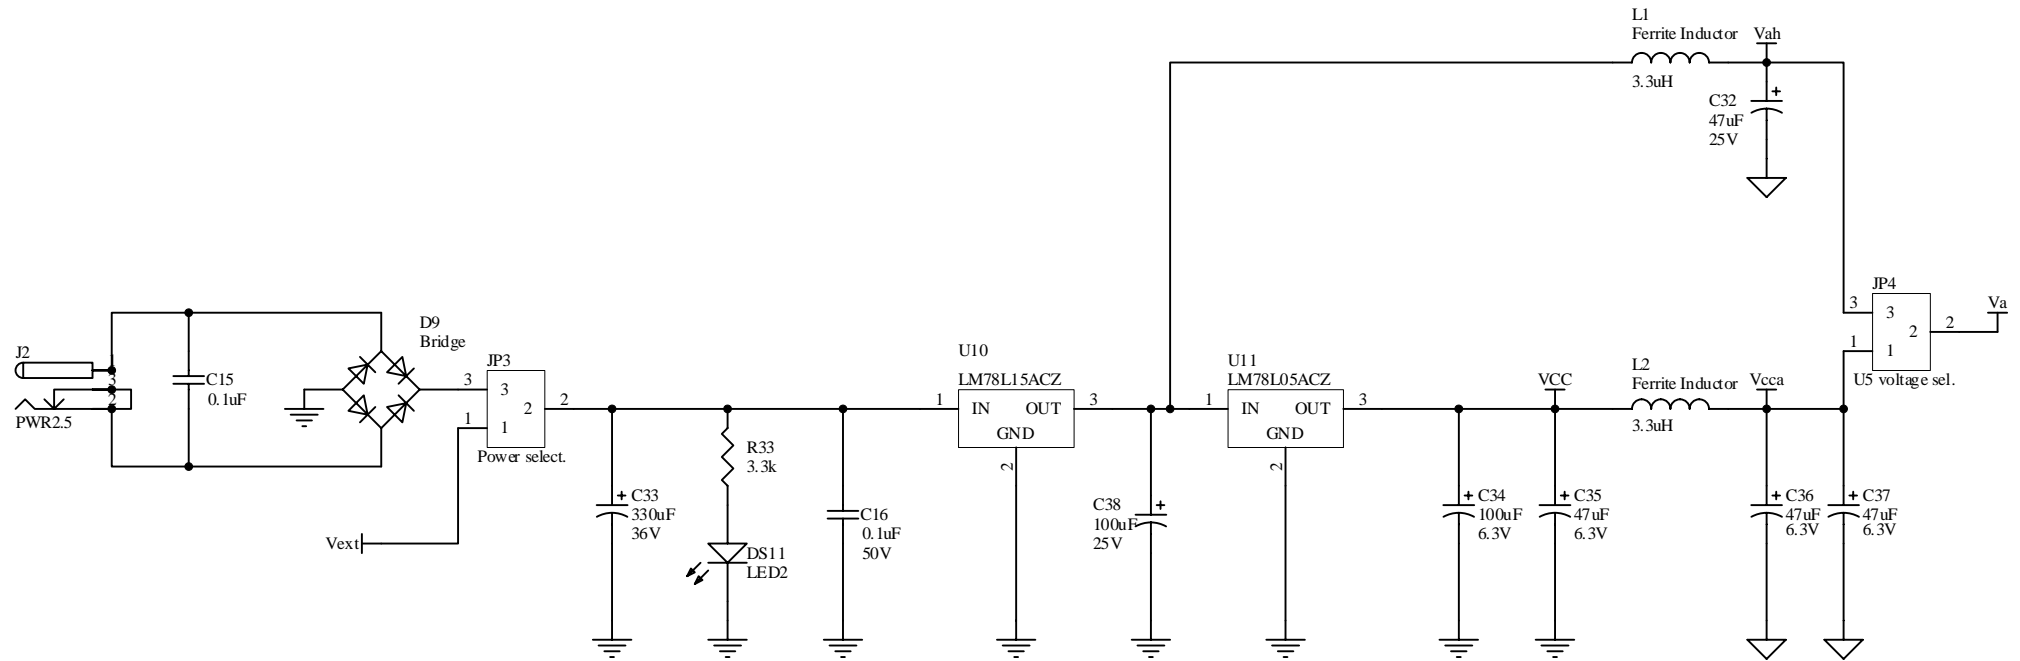 L1
Ferrite Inductor
3.3uH
Vah
+
C32
47uF
25V
J2
3
2
PWR2.5
C15
0.1uF
D9
Bridge
JP3
3
3
2
2
1
1
Power select.
Vext
+
C33
330uF
36V
R33
3.3k
DS11
LED2
C16
0.1uF
50V
U10
LM78L15ACZ
1
IN
OUT
3
GND
2
+
C38
100uF
25V
U11
LM78L05ACZ
1
IN
OUT
3
GND
2
+
C34
100uF
6.3V
VCC
+
C35
47uF
6.3V
L2
Ferrite Inductor
3.3uH
Vcca
+
C36
47uF
6.3V
+
C37
47uF
6.3V
JP4
3
3
2
2
1
1
U5 voltage sel.
Va